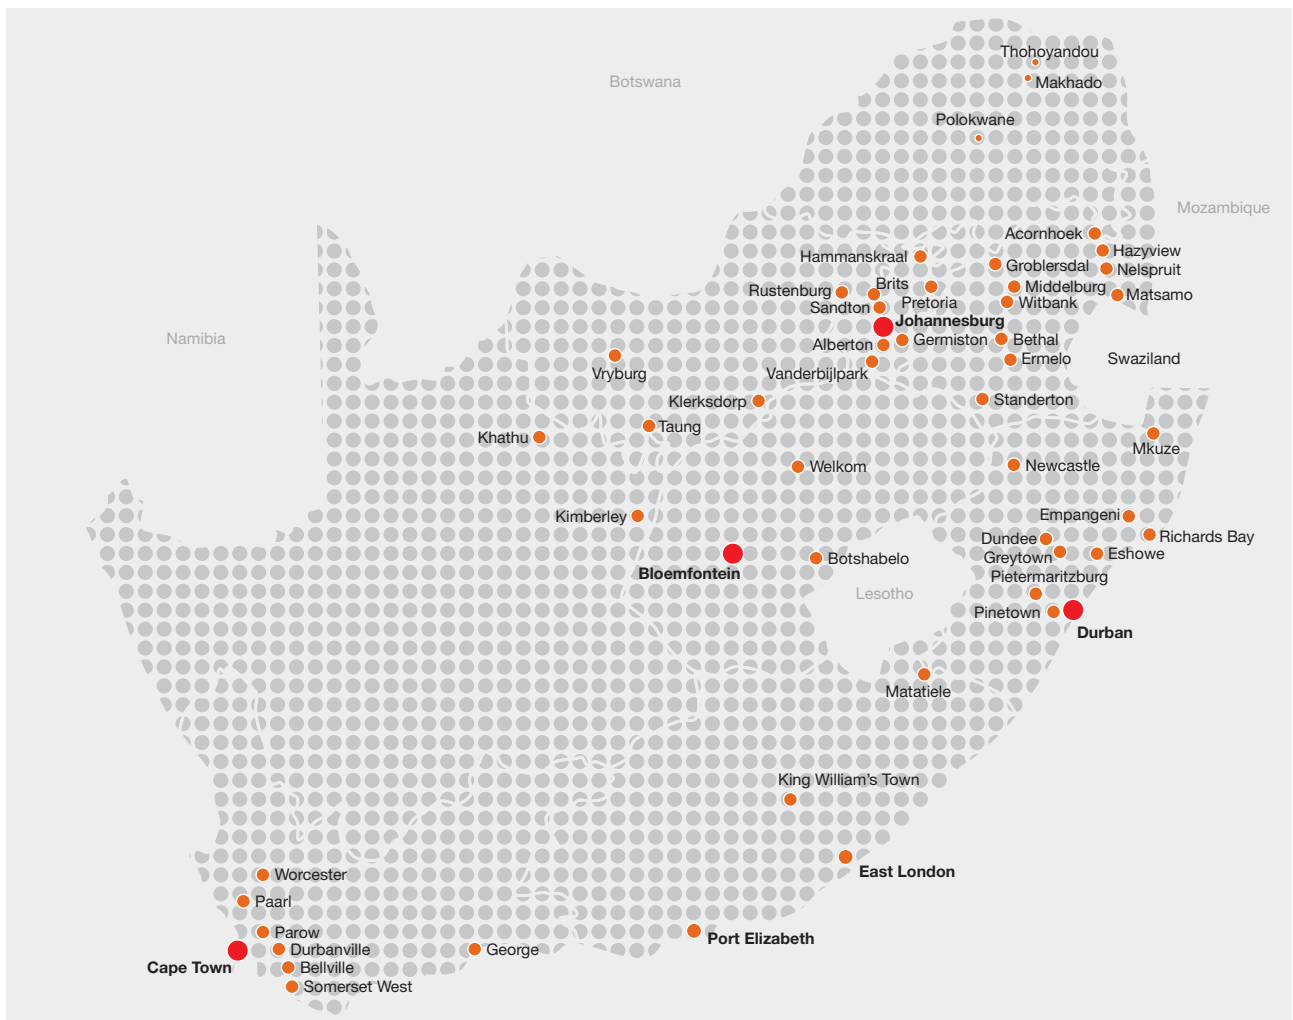 Thohoyandou
Botswana
Makhado
Polokwane
Mozambique
Acornhoek
Hazyview
Hammanskraal
Groblersdal
Nelspruit
Brits
Middelburg
Rustenburg
Matsamo
Pretoria
Witbank
Sandton
Johannesburg
Namibia
Germiston
Bethal
Alberton
Ermelo
Swaziland
Vryburg
Vanderbijlpark
Klerksdorp
Standerton
Taung
Khathu
Mkuze
Welkom
Newcastle
Kimberley
Empangeni
Richards Bay
Dundee
Greytown
Eshowe
Botshabelo
Bloemfontein
Pietermaritzburg
Lesotho
Pinetown
Durban
Matatiele
King William's Town
East London
Worcester
Paarl
Parow
Port Elizabeth
Durbanville
George
Cape Town
Bellville
Somerset West